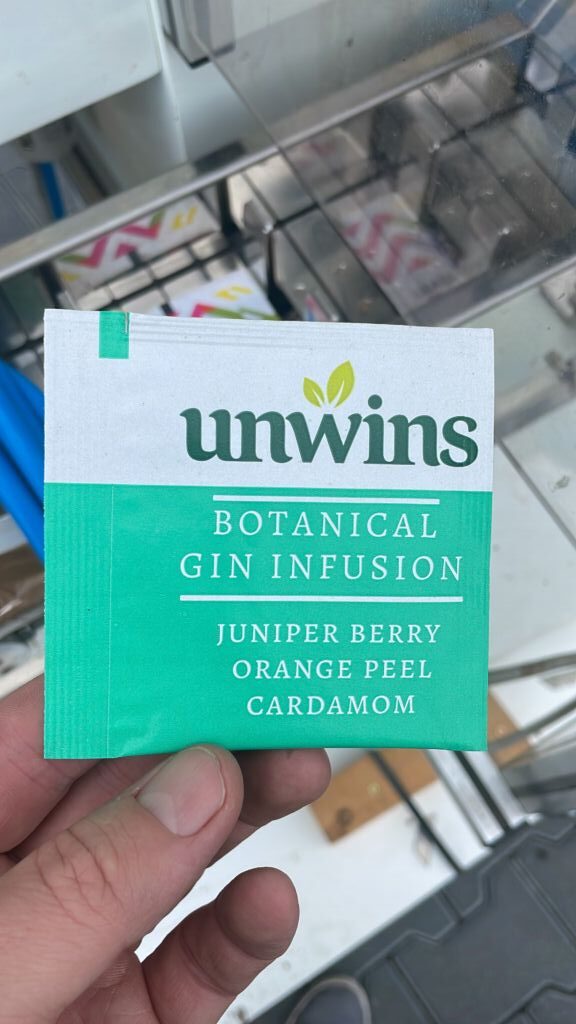 unwins
BOTANICAL
GIN INFUSION
JUNIPER BERRY
ORANGE PEEL
CARDAMOM